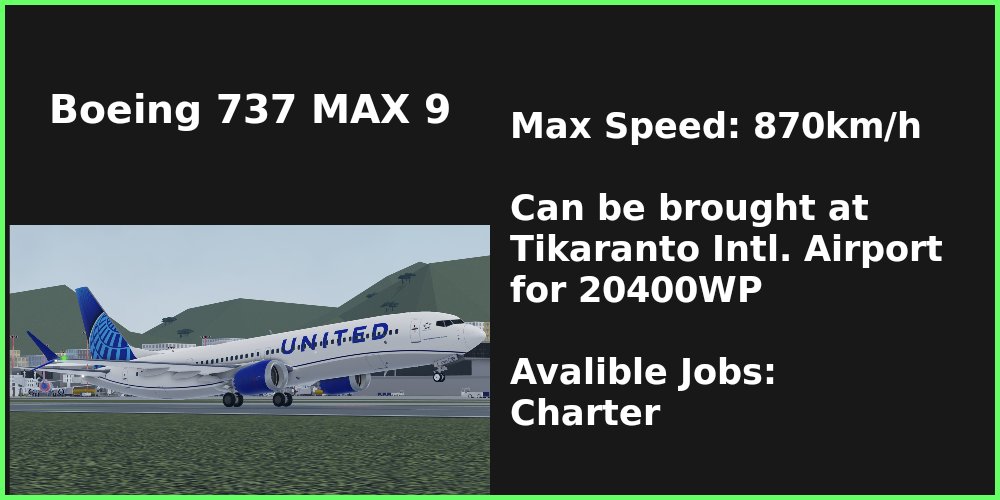 Boeing 737 MAX 9
Max Speed: 870km/h
Can be brought at
Tikaranto Intl. Airport
for 20400WP
Avalible Jobs:
Charter
UNITED